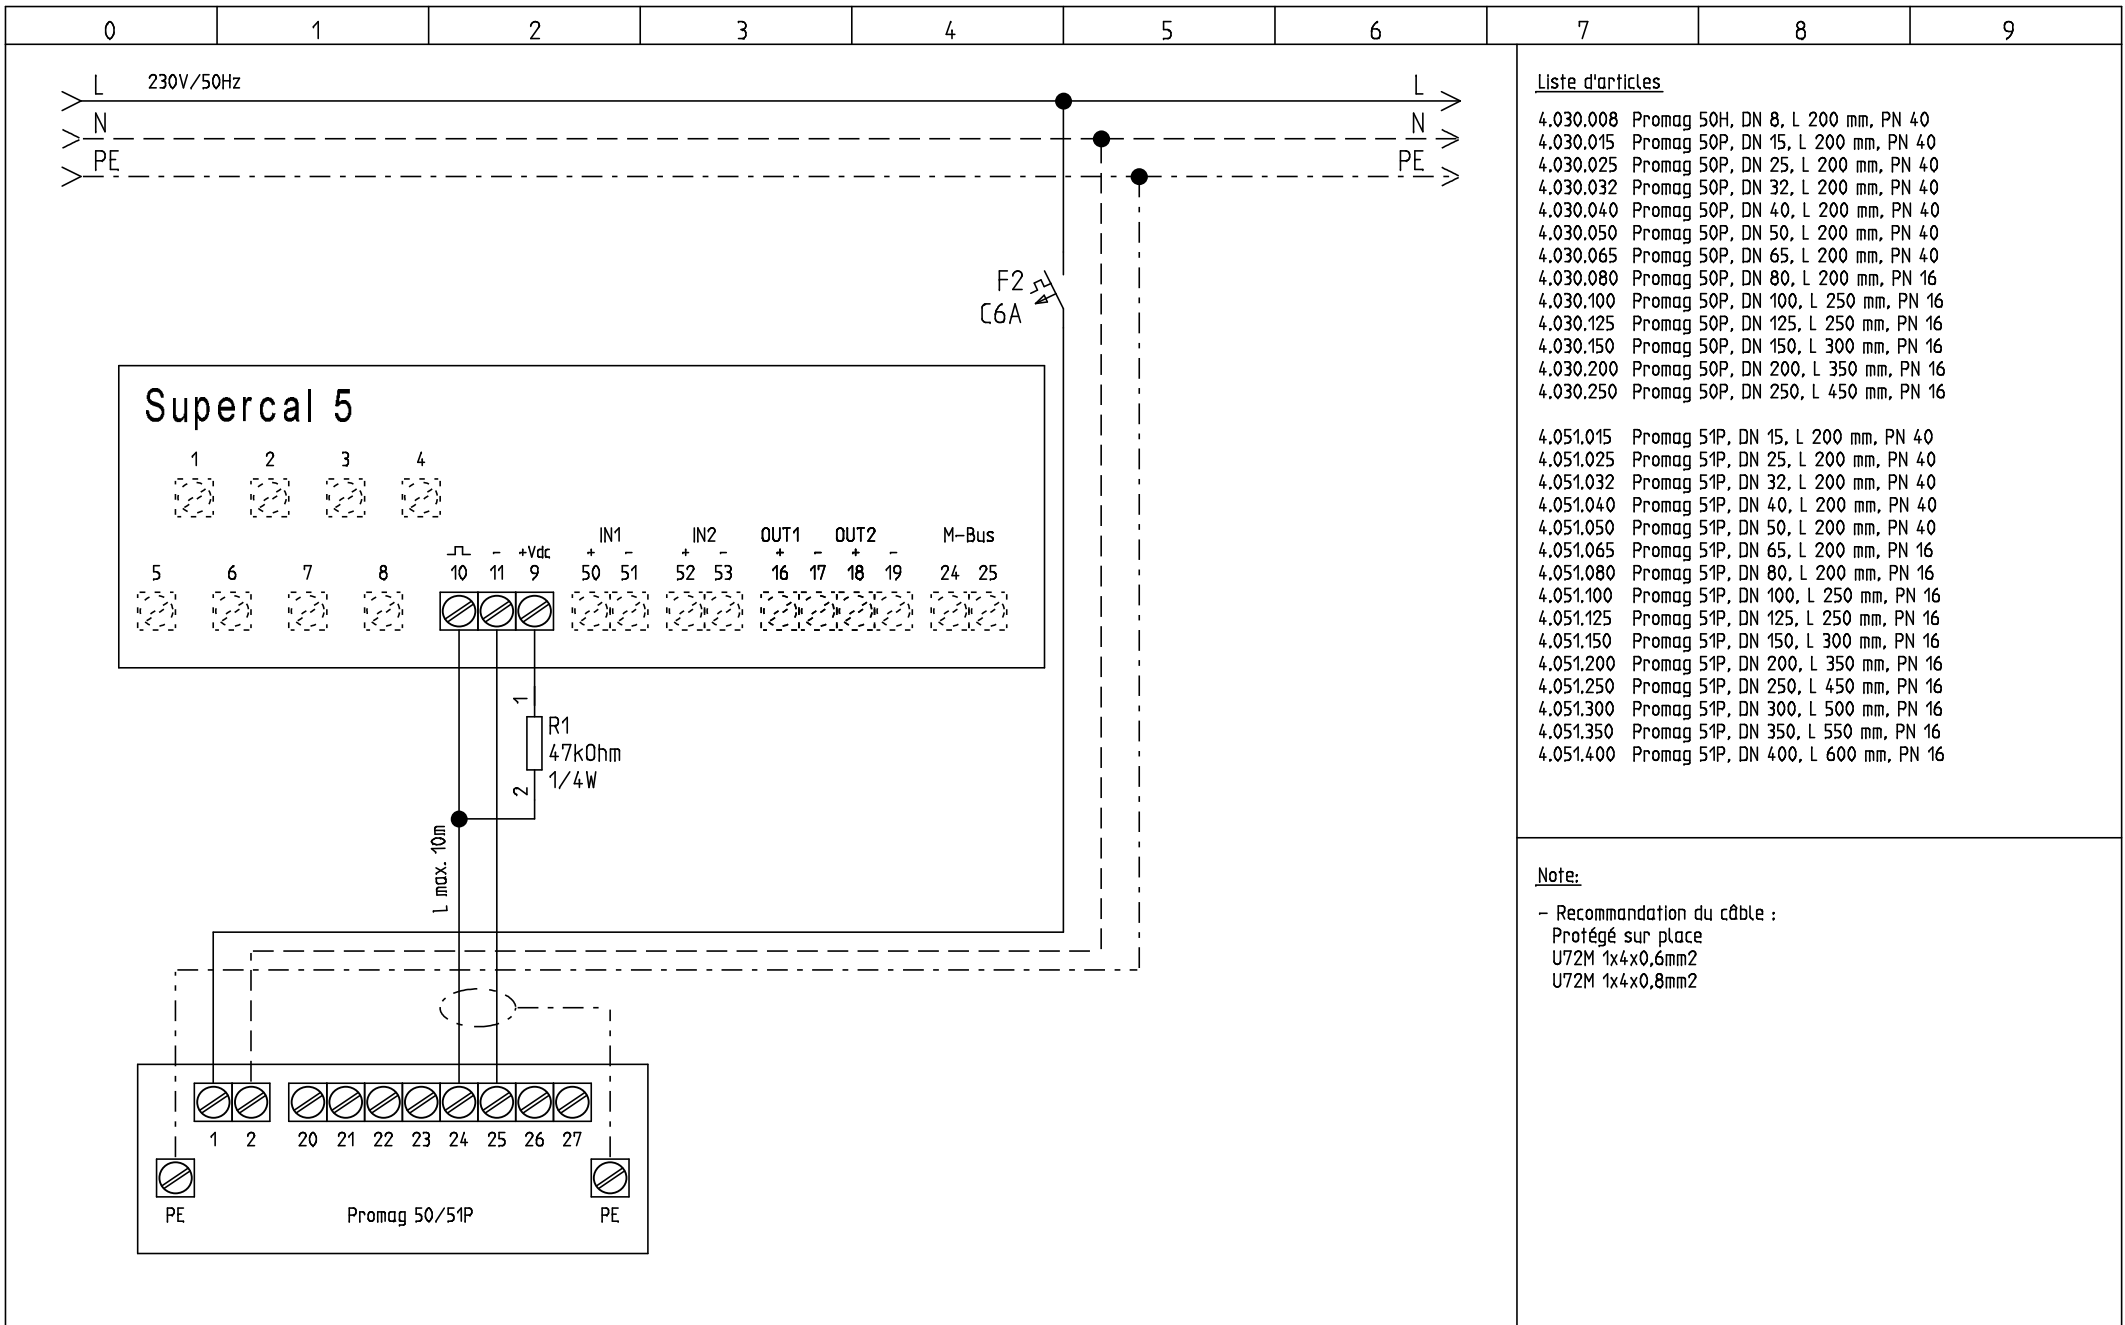 0 1 2 3 4 5 6 7 8 9
L 230V/50Hz L
N N
PE PE
F2
C6A
Supercal 5
1 2 3 4
IN1 IN2 OUT1 OUT2 M-Bus
- +Vdc + - + - + - + -
5 6 7 8 10 11 9 50 51 52 53 16 17 18 19 24 25
1
R1
47kOhm
1/4W
2
L max. 10m
1 2 20 21 22 23 24 25 26 27
PE Promag 50/51P PE
Liste d'articles
4.030.008 Promag 50H, DN 8, L 200 mm, PN 40
4.030.015 Promag 50P, DN 15, L 200 mm, PN 40
4.030.025 Promag 50P, DN 25, L 200 mm, PN 40
4.030.032 Promag 50P, DN 32, L 200 mm, PN 40
4.030.040 Promag 50P, DN 40, L 200 mm, PN 40
4.030.050 Promag 50P, DN 50, L 200 mm, PN 40
4.030.065 Promag 50P, DN 65, L 200 mm, PN 40
4.030.080 Promag 50P, DN 80, L 200 mm, PN 16
4.030.100 Promag 50P, DN 100, L 250 mm, PN 16
4.030.125 Promag 50P, DN 125, L 250 mm, PN 16
4.030.150 Promag 50P, DN 150, L 300 mm, PN 16
4.030.200 Promag 50P, DN 200, L 350 mm, PN 16
4.030.250 Promag 50P, DN 250, L 450 mm, PN 16
4.051.015 Promag 51P, DN 15, L 200 mm, PN 40
4.051.025 Promag 51P, DN 25, L 200 mm, PN 40
4.051.032 Promag 51P, DN 32, L 200 mm, PN 40
4.051.040 Promag 51P, DN 40, L 200 mm, PN 40
4.051.050 Promag 51P, DN 50, L 200 mm, PN 40
4.051.065 Promag 51P, DN 65, L 200 mm, PN 16
4.051.080 Promag 51P, DN 80, L 200 mm, PN 16
4.051.100 Promag 51P, DN 100, L 250 mm, PN 16
4.051.125 Promag 51P, DN 125, L 250 mm, PN 16
4.051.150 Promag 51P, DN 150, L 300 mm, PN 16
4.051.200 Promag 51P, DN 200, L 350 mm, PN 16
4.051.250 Promag 51P, DN 250, L 450 mm, PN 16
4.051.300 Promag 51P, DN 300, L 500 mm, PN 16
4.051.350 Promag 51P, DN 350, L 550 mm, PN 16
4.051.400 Promag 51P, DN 400, L 600 mm, PN 16
Note:
- Recommandation du câble :
Protégé sur place
U72M 1x4x0,6mm2
U72M 1x4x0,8mm2